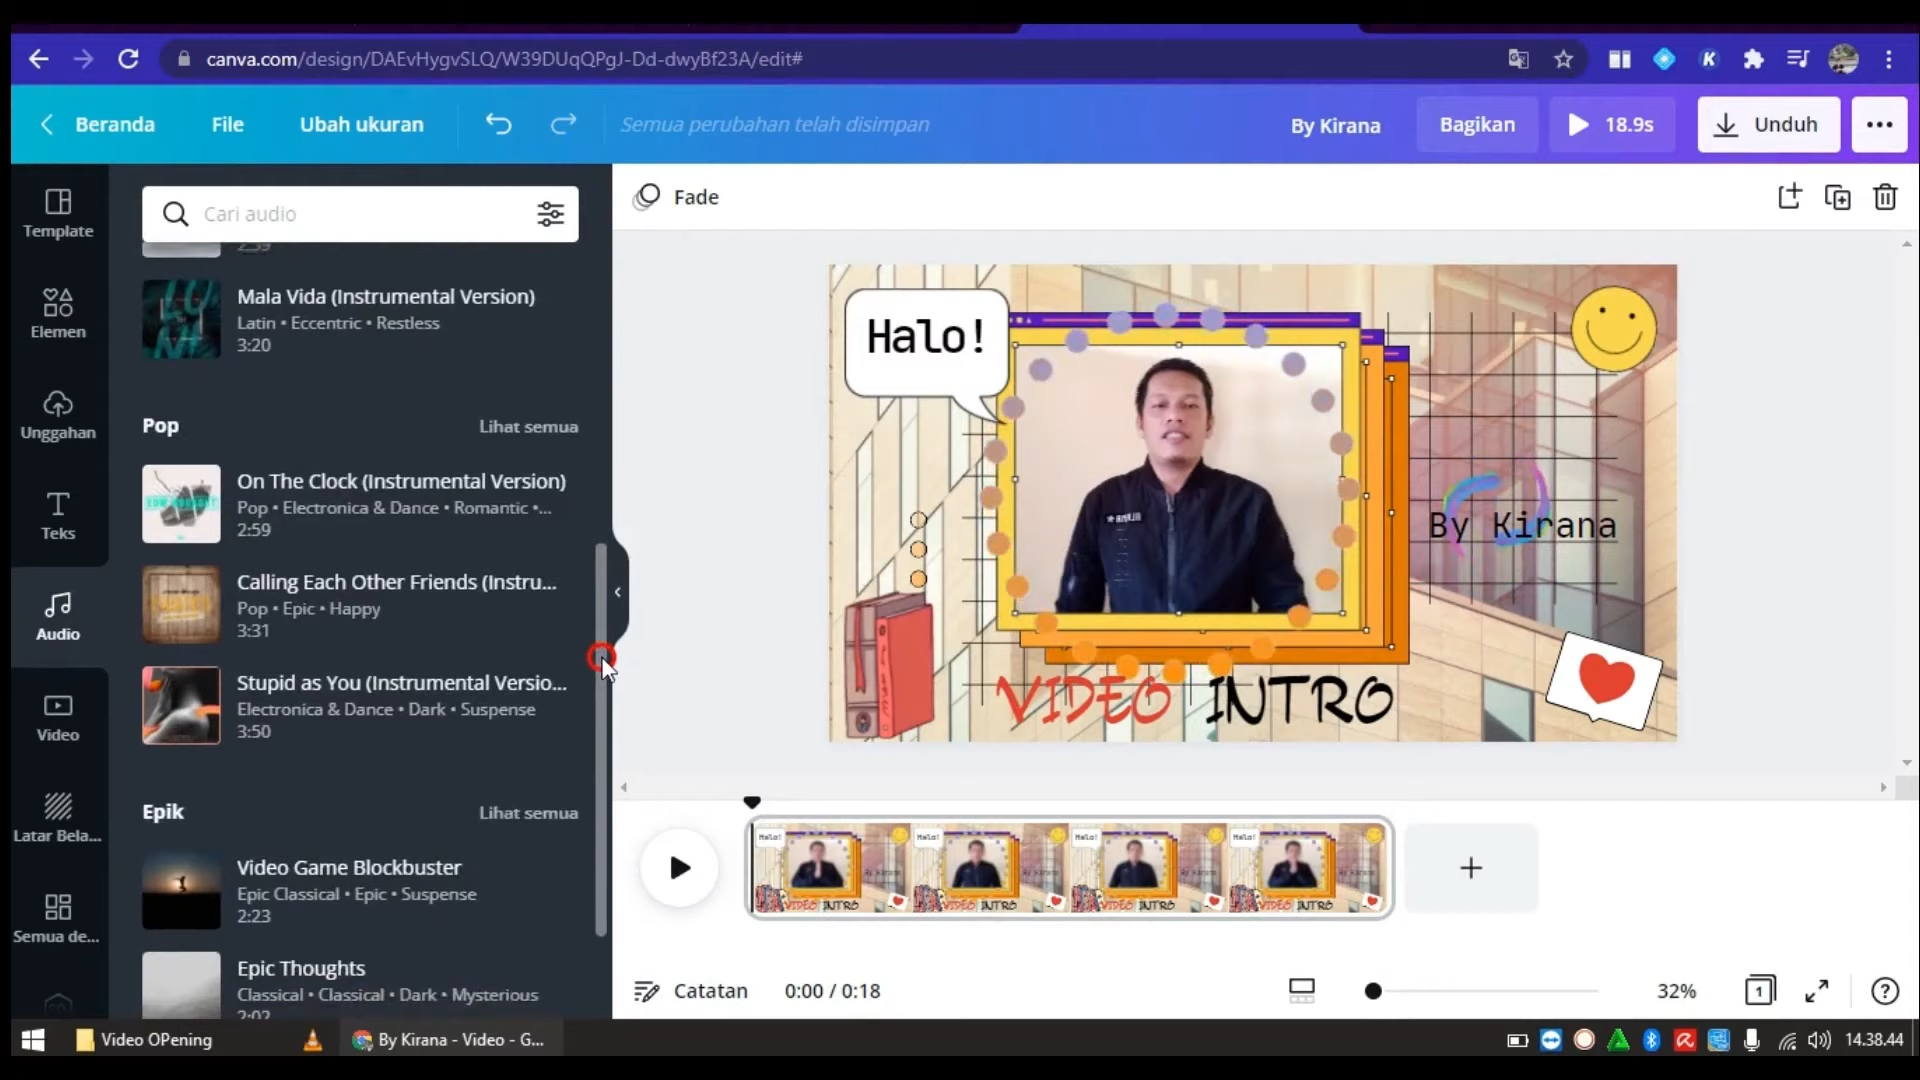 canva.com/design/DAEvHygvSLQ/W39DUqQPgJ-Dd-dwyBf23A/edit#
Beranda
File
Ubah ukuran
Semua perubahan telah disimpan
By Kirana
Bagikan
18.9s
Unduh
Template
Elemen
Unggahan
Teks
Audio
Video
Latar Bela...
Semua de...
Cari audio
2:59
Mala Vida (Instrumental Version)
Latin • Eccentric • Restless
3:20
Pop
Lihat semua
On The Clock (Instrumental Version)
Pop • Electronica & Dance • Romantic •...
2:59
Calling Each Other Friends (Instru...
Pop • Epic • Happy
3:31
Stupid as You (Instrumental Versio...
Electronica & Dance • Dark • Suspense
3:50
Epik
Lihat semua
Video Game Blockbuster
Epic Classical • Epic • Suspense
2:23
Epic Thoughts
Classical • Classical • Dark • Mysterious
2:02
Fade
Halo!
By Kirana
VIDEO INTRO
Catatan
0:00 / 0:18
32%
1
Video OPening
By Kirana - Video - G...
14.38.44